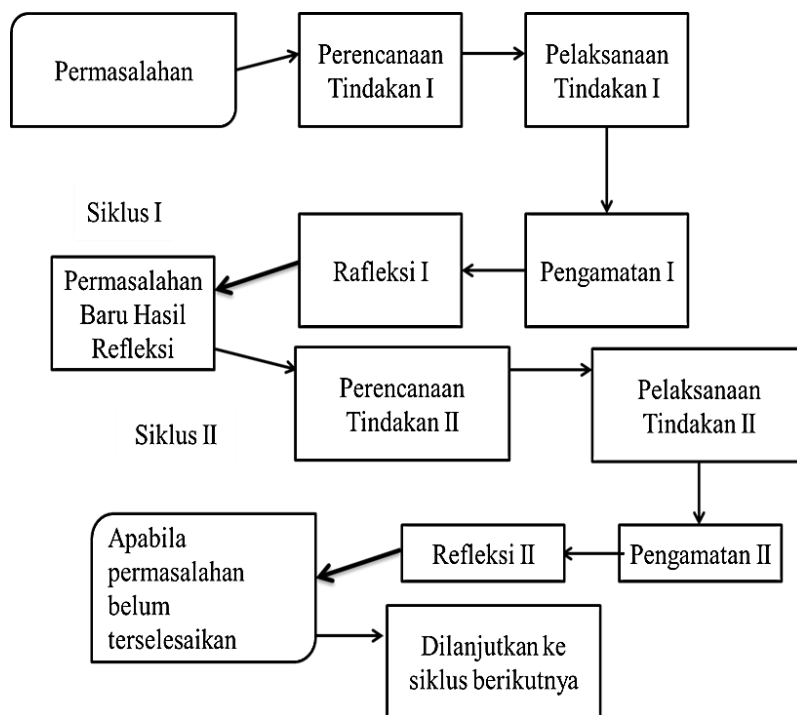 Permasalahan
Perencanaan
Tindakan I
Pelaksanaan
Tindakan I
Siklus I
Pengamatan I
Rafleksi I
Permasalahan
Baru Hasil
Refleksi
Perencanaan
Tindakan II
Pelaksanaan
Tindakan II
Siklus II
Pengamatan II
Refleksi II
Apabila
permasalahan
belum
terselesaikan
Dilanjutkan ke
siklus berikutnya